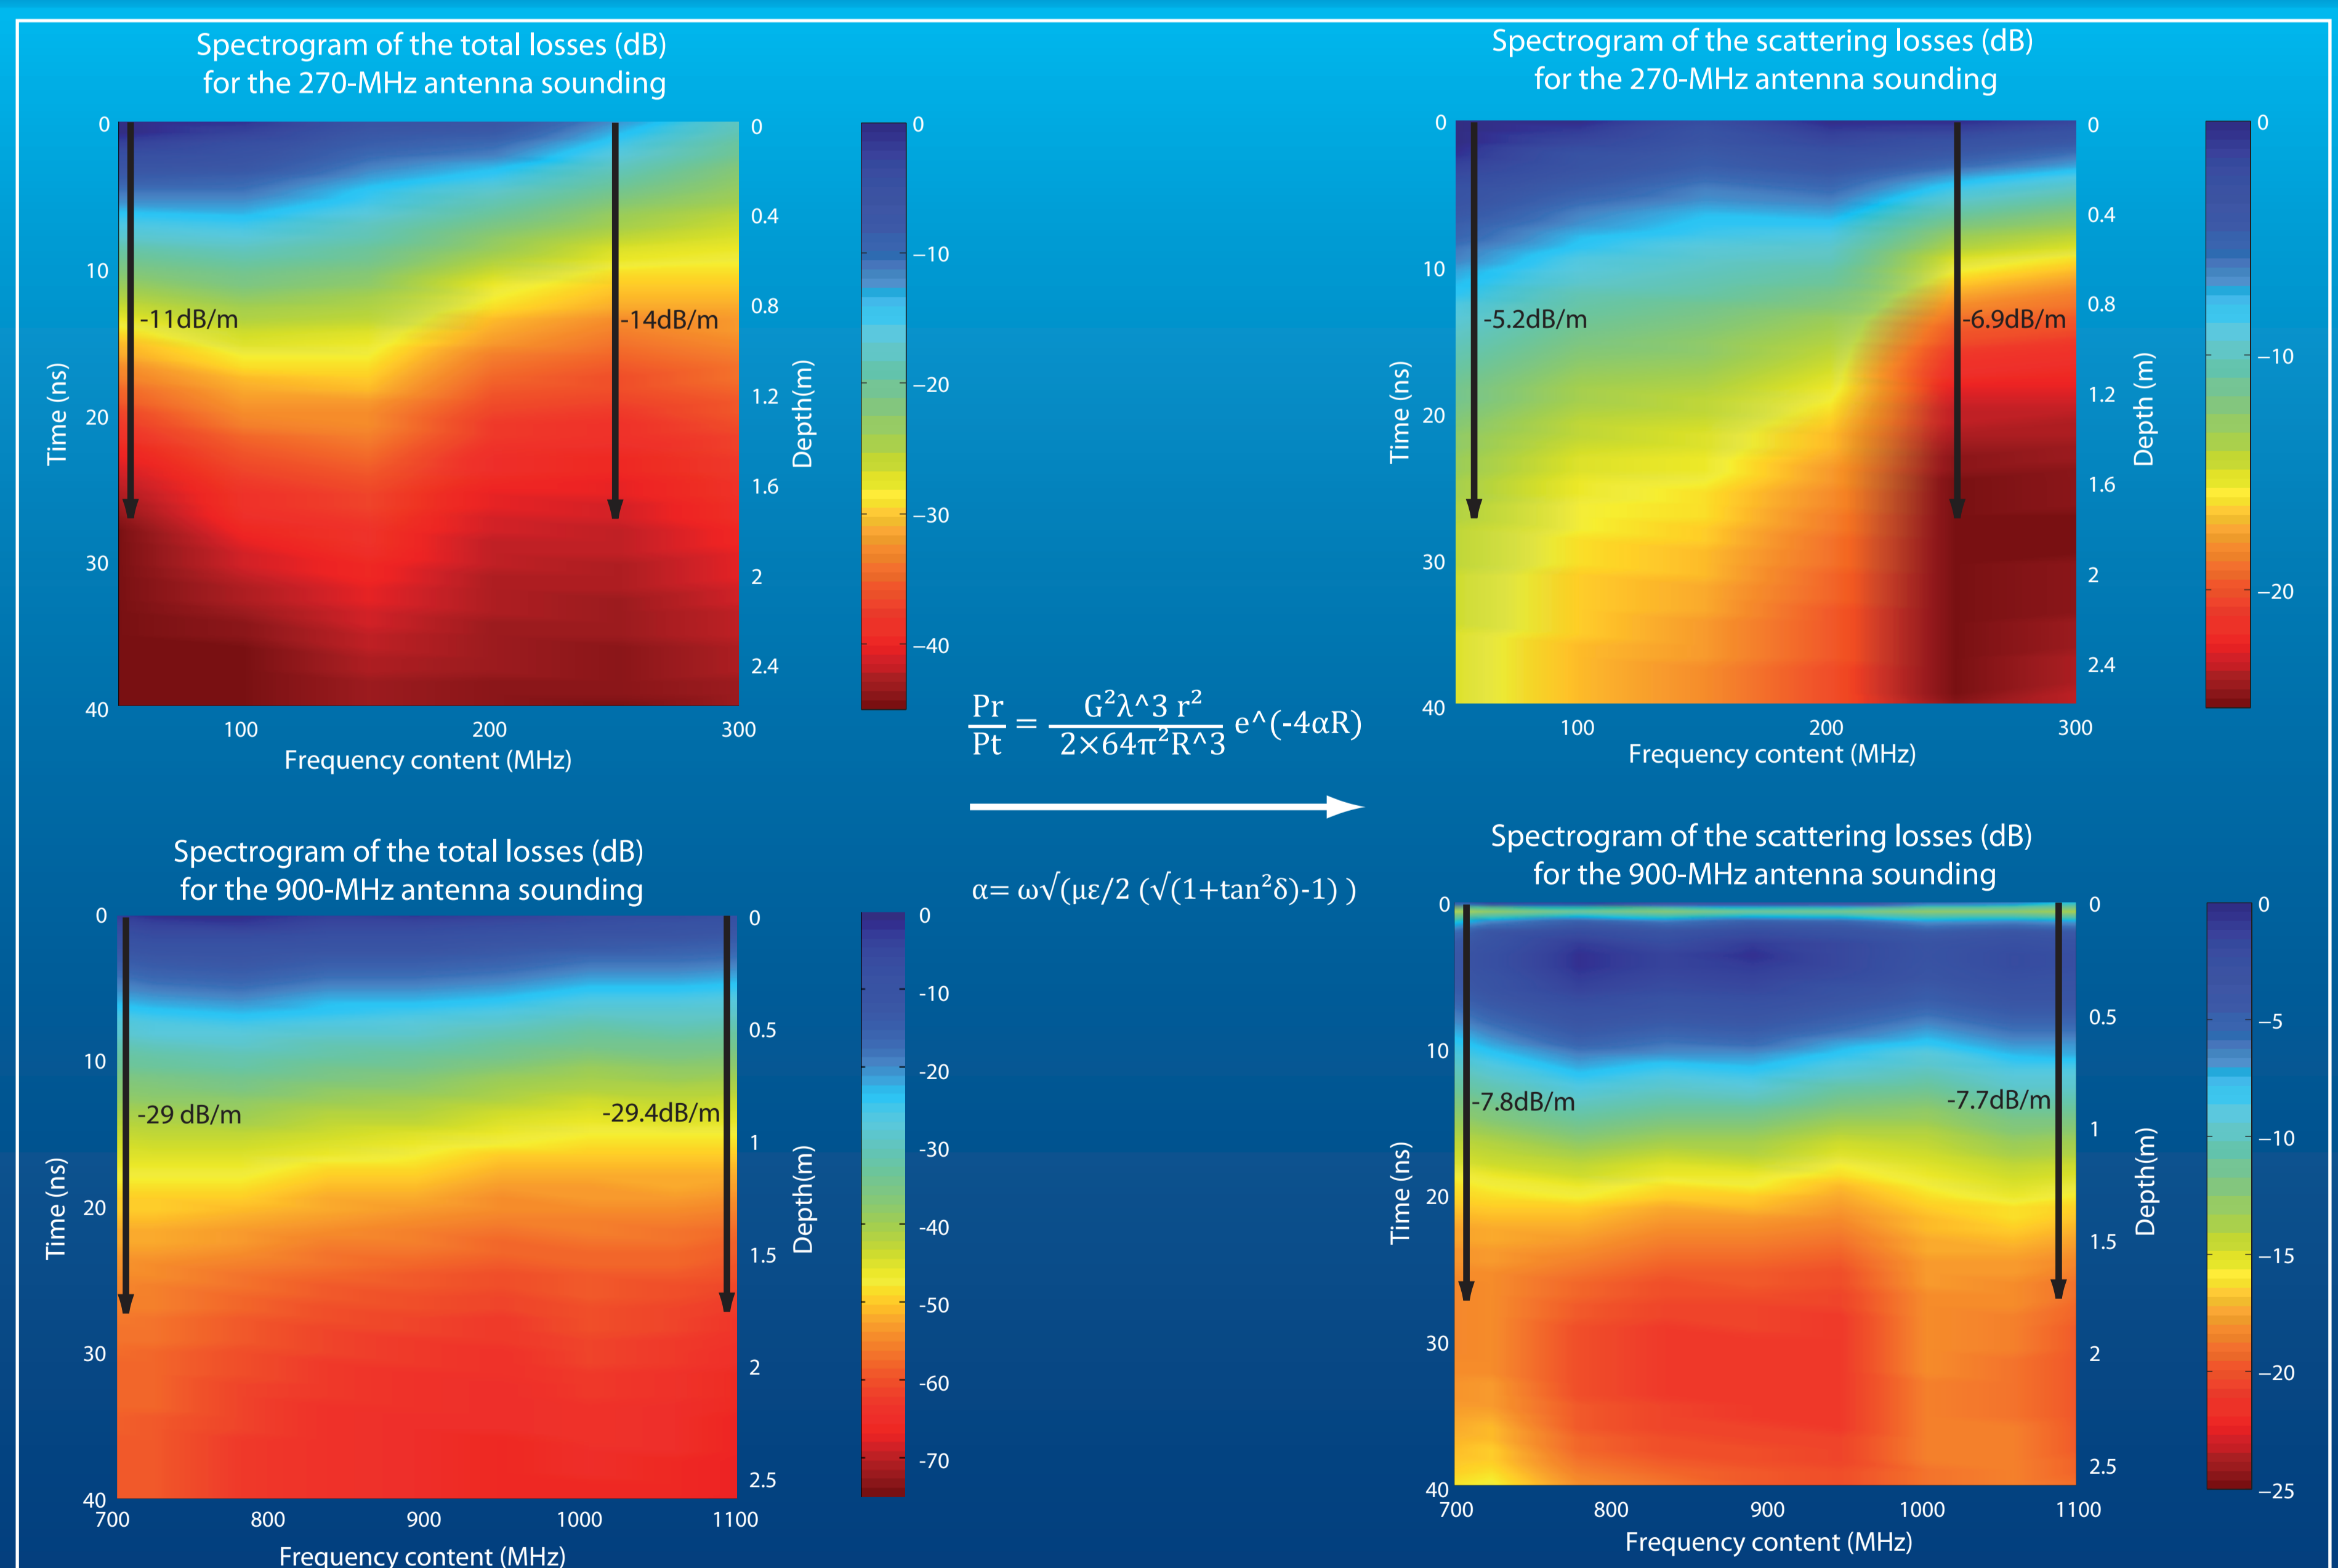 Spectrogram of the total losses (dB)
for the 270-MHz antenna sounding
0
10
20
30
40
Time (ns)
-11dB/m
-14dB/m
0
0.4
0.8
1.2
1.6
2
2.4
Depth(m)
100
200
300
Frequency content (MHz)
0
−10
−20
−30
−40
Spectrogram of the scattering losses (dB)
for the 270-MHz antenna sounding
0
10
20
30
40
Time (ns)
-5.2dB/m
-6.9dB/m
0
0.4
0.8
1.2
1.6
2
2.4
Depth (m)
100
200
300
Frequency content (MHz)
0
−10
−20
Pr/Pt = G²λ^3 r² / 2×64π²R^3 e^(-4αR)
α= ω√(με/2 (√(1+tan²δ)-1) )
Spectrogram of the total losses (dB)
for the 900-MHz antenna sounding
0
10
20
30
40
Time (ns)
-29 dB/m
-29.4dB/m
0
0.5
1
1.5
2
2.5
Depth(m)
700
800
900
1000
1100
Frequency content (MHz)
0
-10
-20
-30
-40
-50
-60
-70
Spectrogram of the scattering losses (dB)
for the 900-MHz antenna sounding
0
10
20
30
40
Time (ns)
-7.8dB/m
-7.7dB/m
0
0.5
1
1.5
2
2.5
Depth(m)
700
800
900
1000
1100
Frequency content (MHz)
0
−5
−10
−15
−20
−25